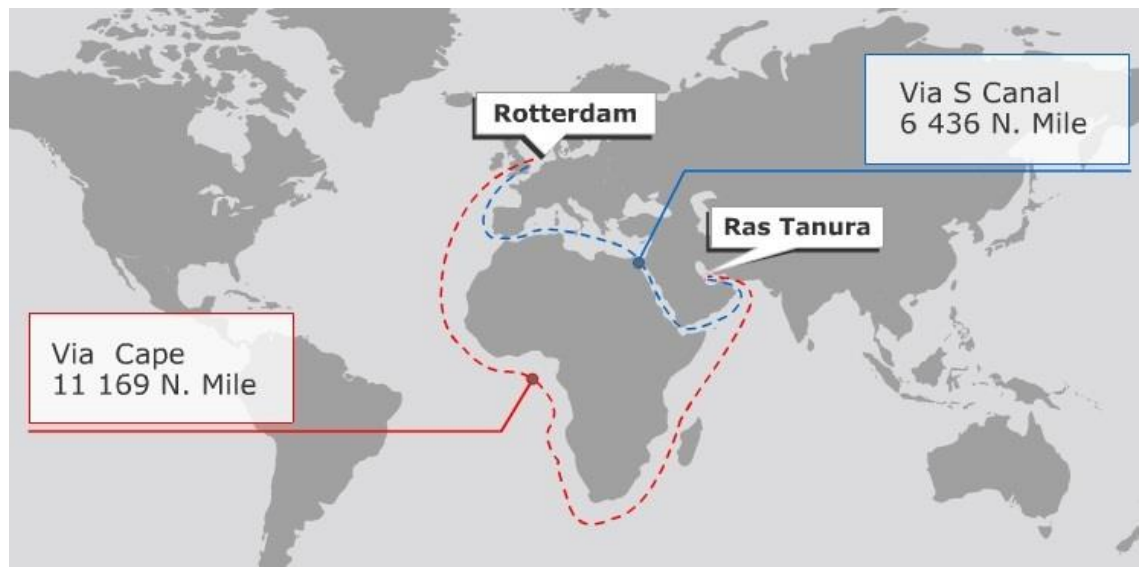 Rotterdam
Via S Canal
6 436 N. Mile
Ras Tanura
Via Cape
11 169 N. Mile